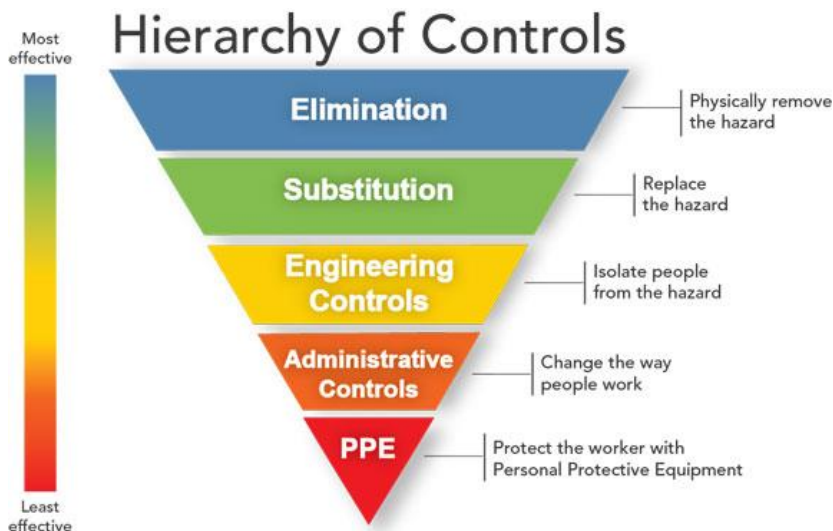 Hierarchy of Controls
Most
effective
Elimination
Physically remove
the hazard
Substitution
Replace
the hazard
Engineering
Controls
Isolate people
from the hazard
Administrative
Controls
Change the way
people work
PPE
Protect the worker with
Personal Protective Equipment
Least
effective